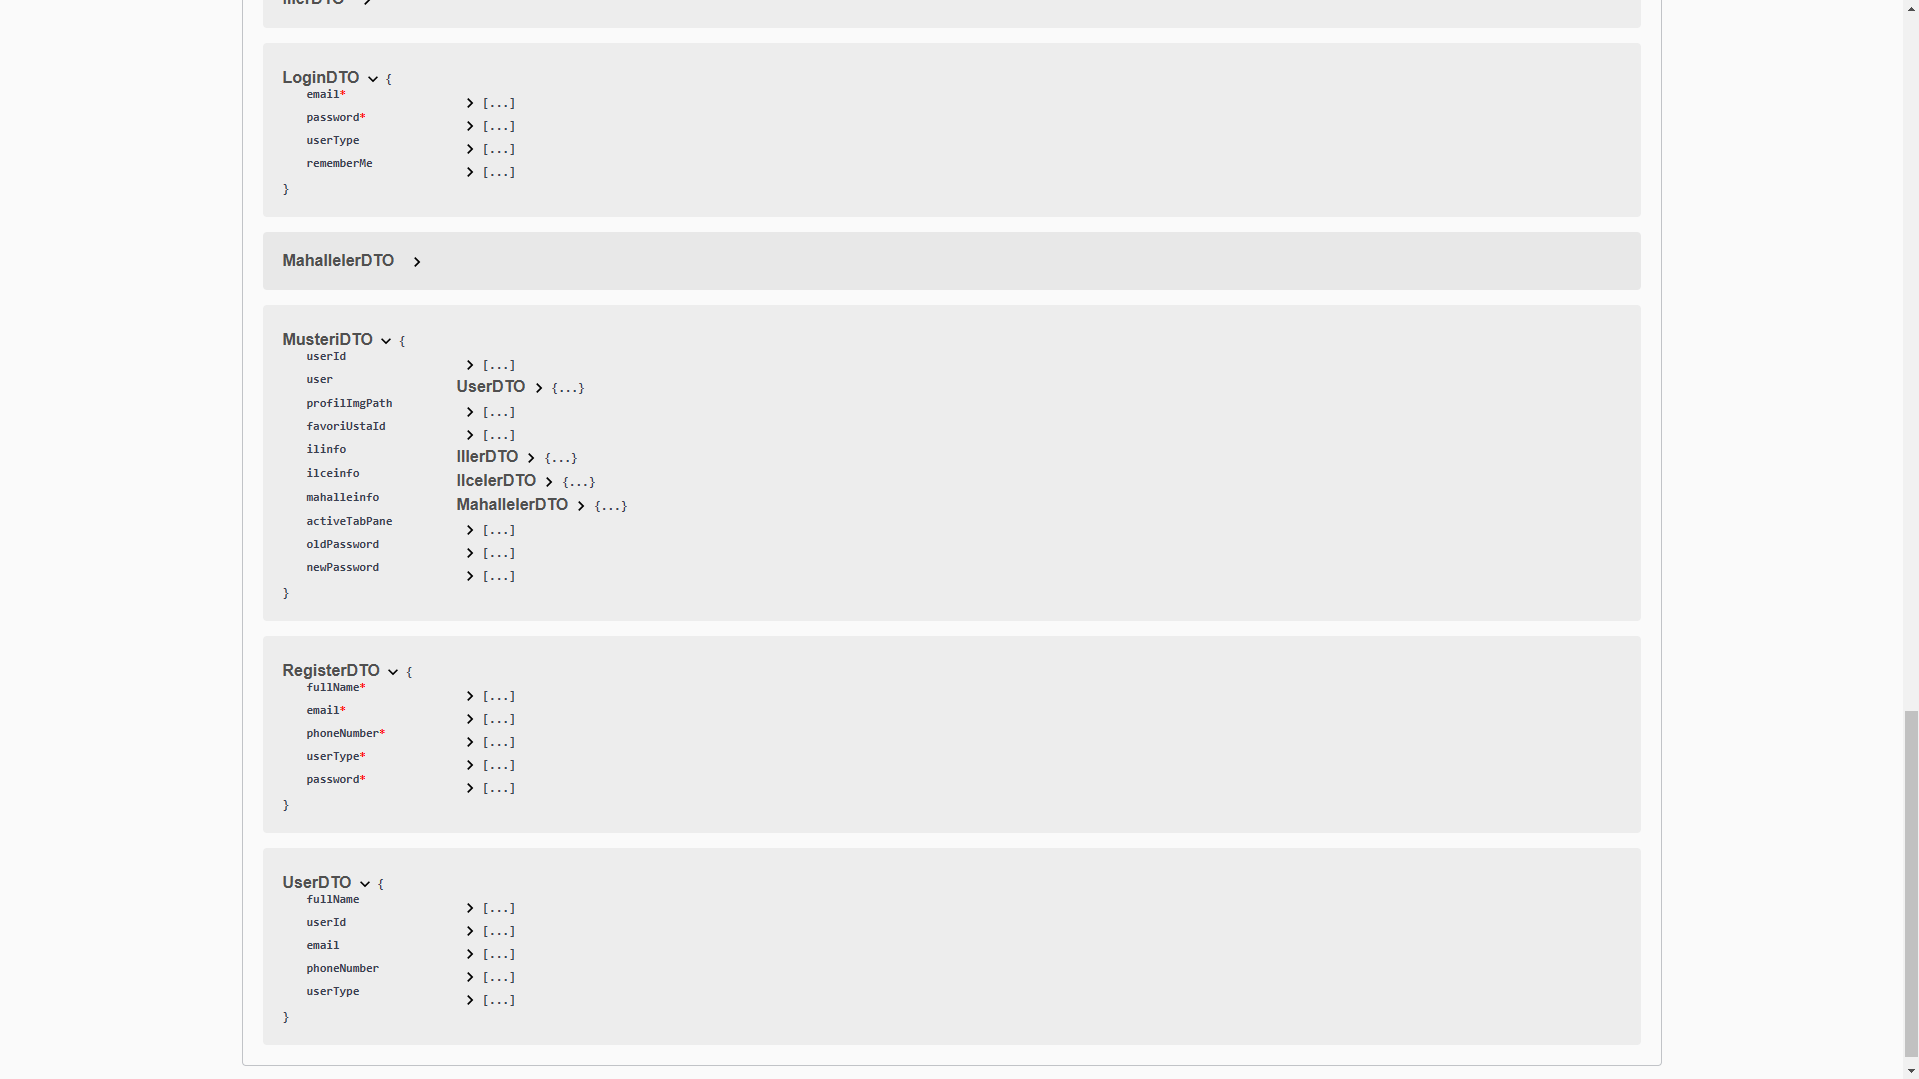 IllerDTO >
LoginDTO {
email* > [...]
password* > [...]
userType > [...]
rememberMe > [...]
}
MahallelerDTO >
MusteriDTO {
userId > [...]
user UserDTO > {...}
profilImgPath > [...]
favoriUstaId > [...]
ilinfo IllerDTO > {...}
ilceinfo IlcelerDTO > {...}
mahalleinfo MahallelerDTO > {...}
activeTabPane > [...]
oldPassword > [...]
newPassword > [...]
}
RegisterDTO {
fullName* > [...]
email* > [...]
phoneNumber* > [...]
userType* > [...]
password* > [...]
}
UserDTO {
fullName > [...]
userId > [...]
email > [...]
phoneNumber > [...]
userType > [...]
}